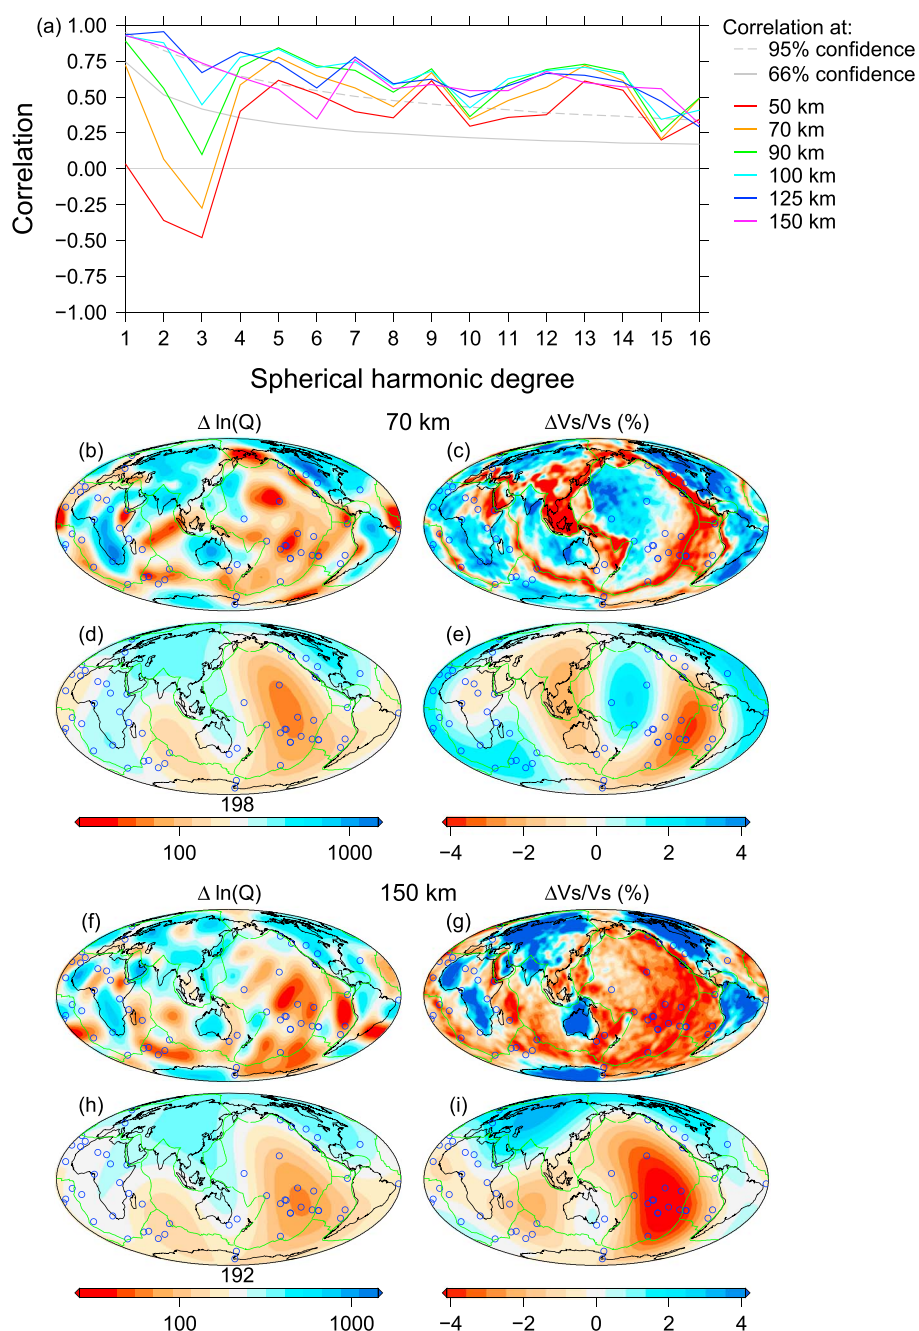 (a)
Correlation
1.00
0.75
0.50
0.25
0.00
−0.25
−0.50
−0.75
−1.00
1 2 3 4 5 6 7 8 9 10 11 12 13 14 15 16
Spherical harmonic degree
Correlation at:
95% confidence
66% confidence
50 km
70 km
90 km
100 km
125 km
150 km
Δ ln(Q) 70 km ΔVs/Vs (%)
(b) (c)
(d) (e)
198
100 1000 −4 −2 0 2 4
Δ ln(Q) 150 km ΔVs/Vs (%)
(f) (g)
(h) (i)
192
100 1000 −4 −2 0 2 4